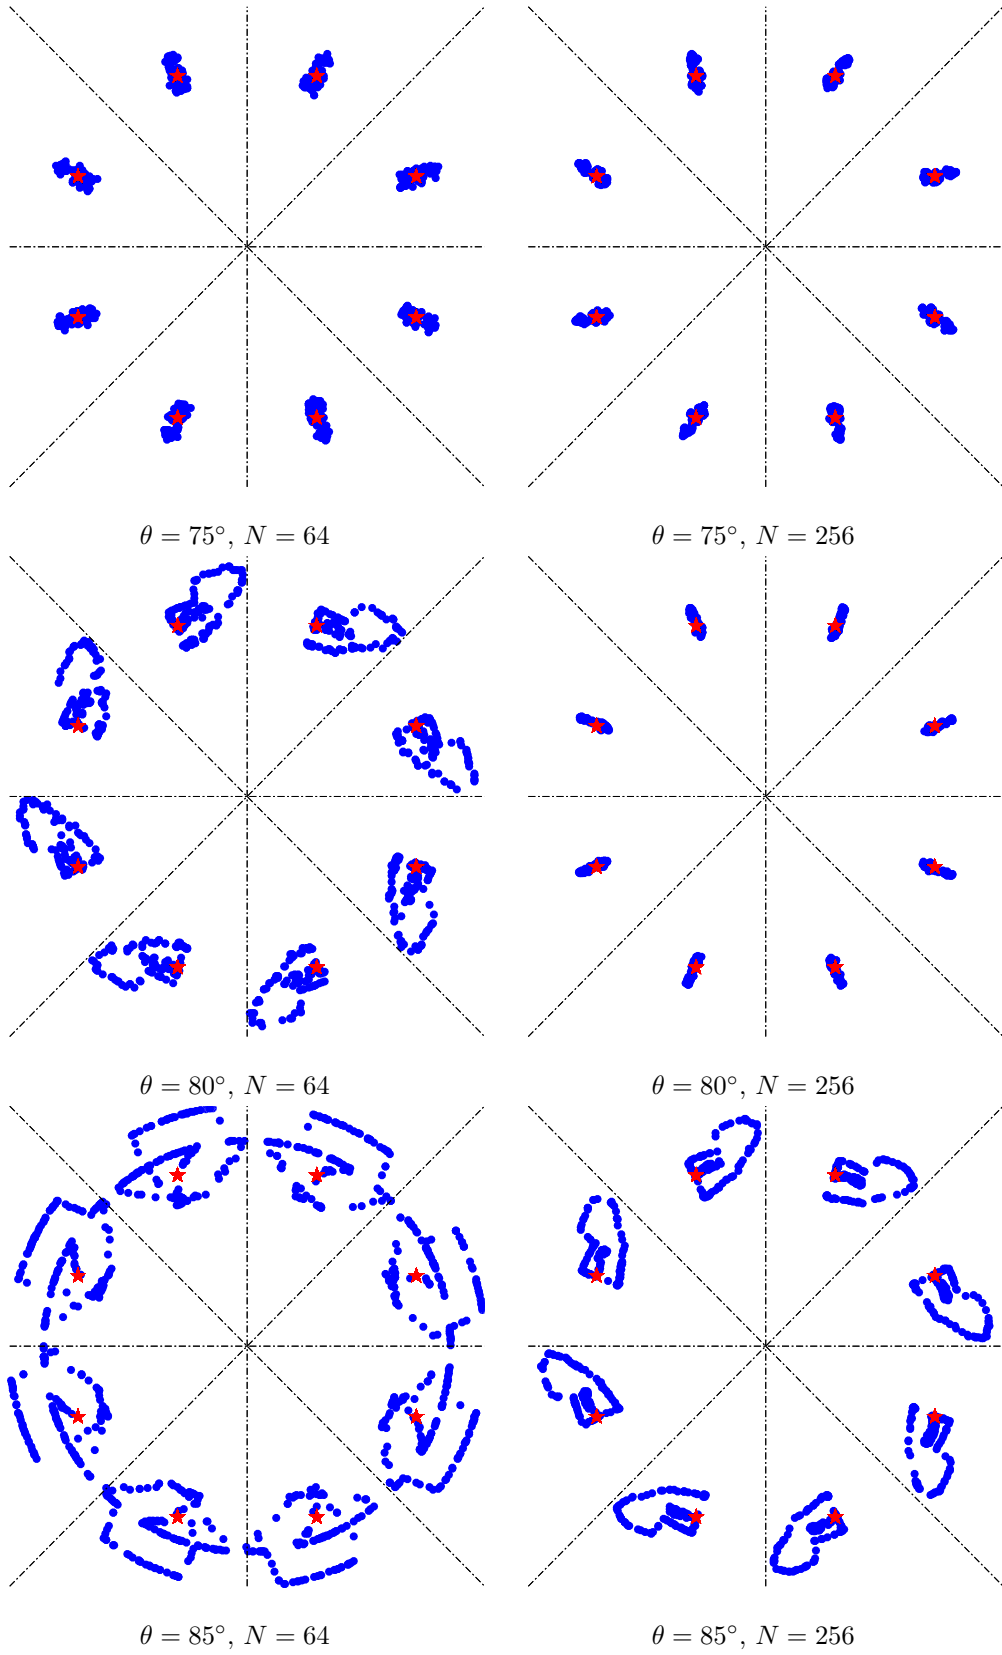 θ = 75°, N = 64
θ = 75°, N = 256
θ = 80°, N = 64
θ = 80°, N = 256
θ = 85°, N = 64
θ = 85°, N = 256